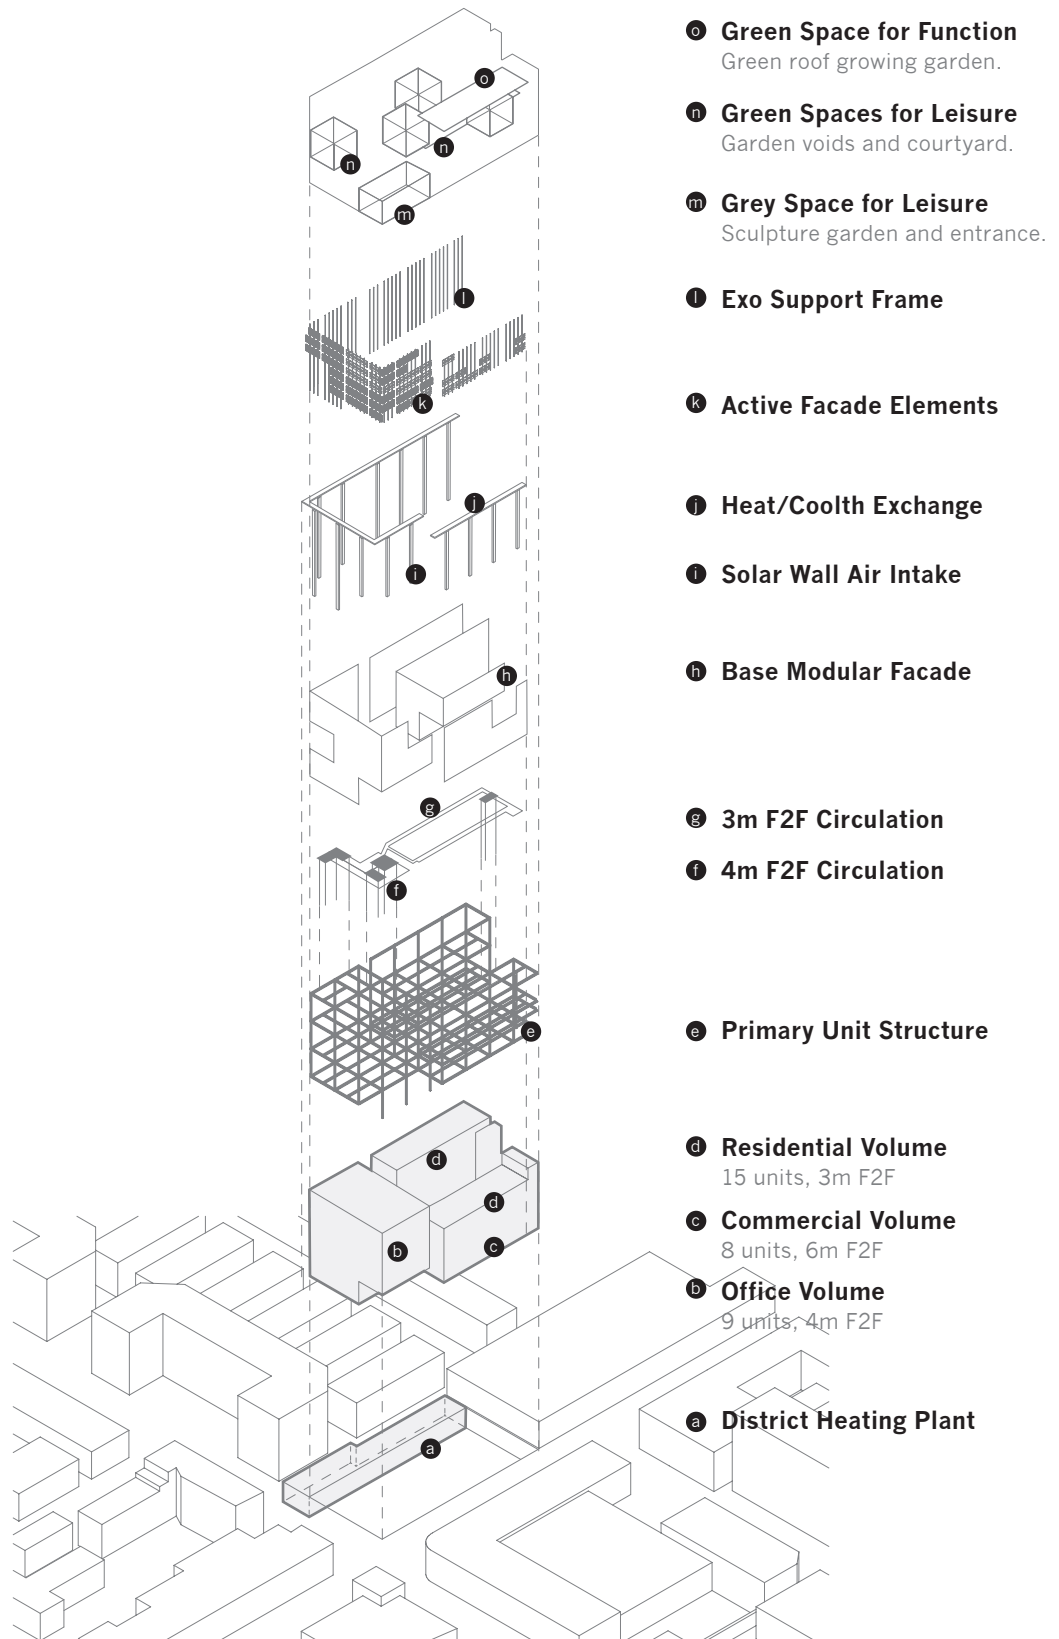 o Green Space for Function
Green roof growing garden.
n Green Spaces for Leisure
Garden voids and courtyard.
m Grey Space for Leisure
Sculpture garden and entrance.
l Exo Support Frame
k Active Facade Elements
j Heat/Coolth Exchange
i Solar Wall Air Intake
h Base Modular Facade
g 3m F2F Circulation
f 4m F2F Circulation
e Primary Unit Structure
d Residential Volume
15 units, 3m F2F
c Commercial Volume
8 units, 6m F2F
b Office Volume
9 units, 4m F2F
a District Heating Plant
o
n
n
m
l
k
j
i
h
g
f
e
d
d
b
c
a